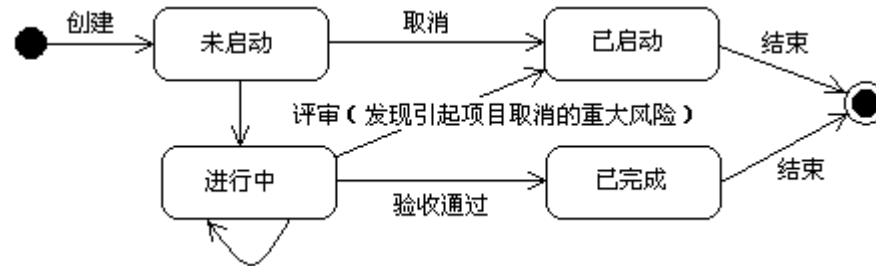 创建
未启动
取消
已启动
结束
评审(发现引起项目取消的重大风险)
进行中
验收通过
已完成
结束